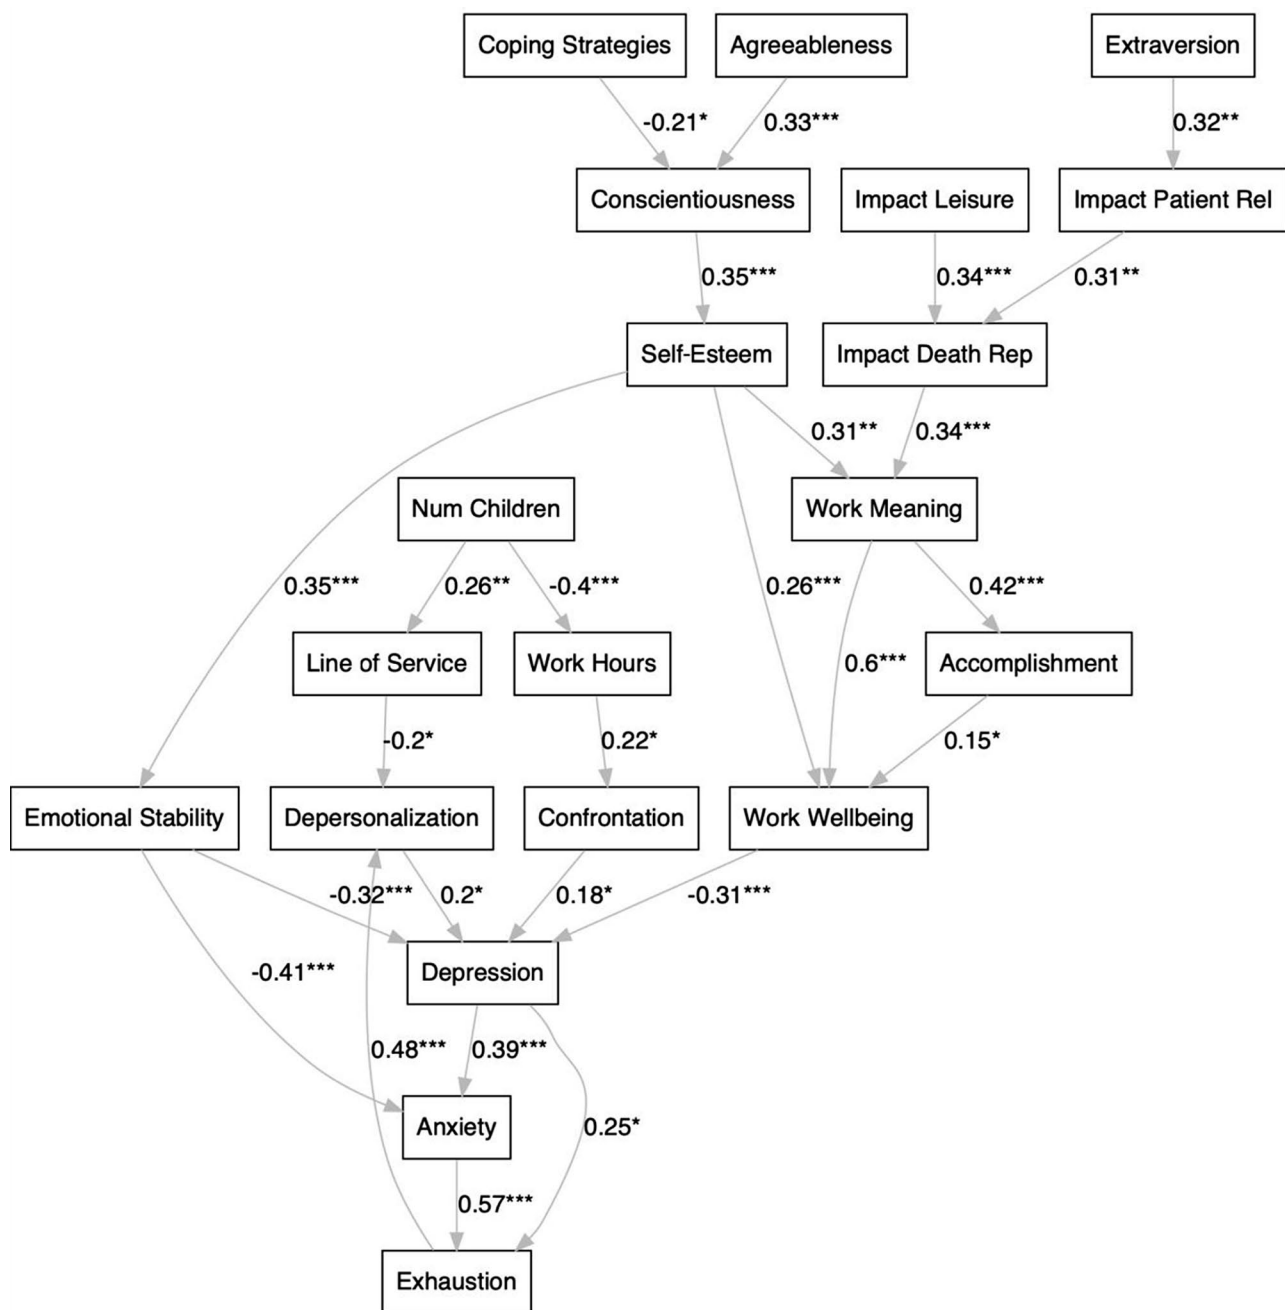 Coping Strategies
Agreeableness
Extraversion
-0.21*
0.33***
0.32**
Conscientiousness
Impact Leisure
Impact Patient Rel
0.35***
0.34***
0.31**
Self-Esteem
Impact Death Rep
0.31**
0.34***
Num Children
Work Meaning
0.35***
0.26**
-0.4***
0.26***
0.42***
Line of Service
Work Hours
0.6***
Accomplishment
-0.2*
0.22*
0.15*
Emotional Stability
Depersonalization
Confrontation
Work Wellbeing
-0.32***
0.2*
0.18*
-0.31***
-0.41***
Depression
0.48***
0.39***
Anxiety
0.25*
0.57***
Exhaustion